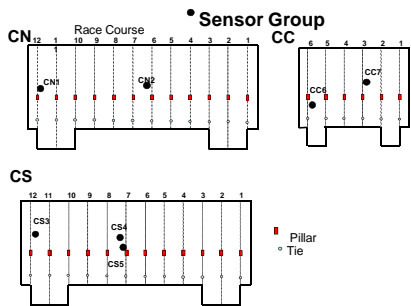 Sensor Group
CN
Race Course
CC
12 1 10 9 8 7 6 5 4 3 2 1
1
6 5 4 3 2 1
CN1
CN2
CC7
CC6
CS
12 11 10 9 8 7 6 5 4 3 2 1
CS3
CS4
CS5
Pillar
Tie